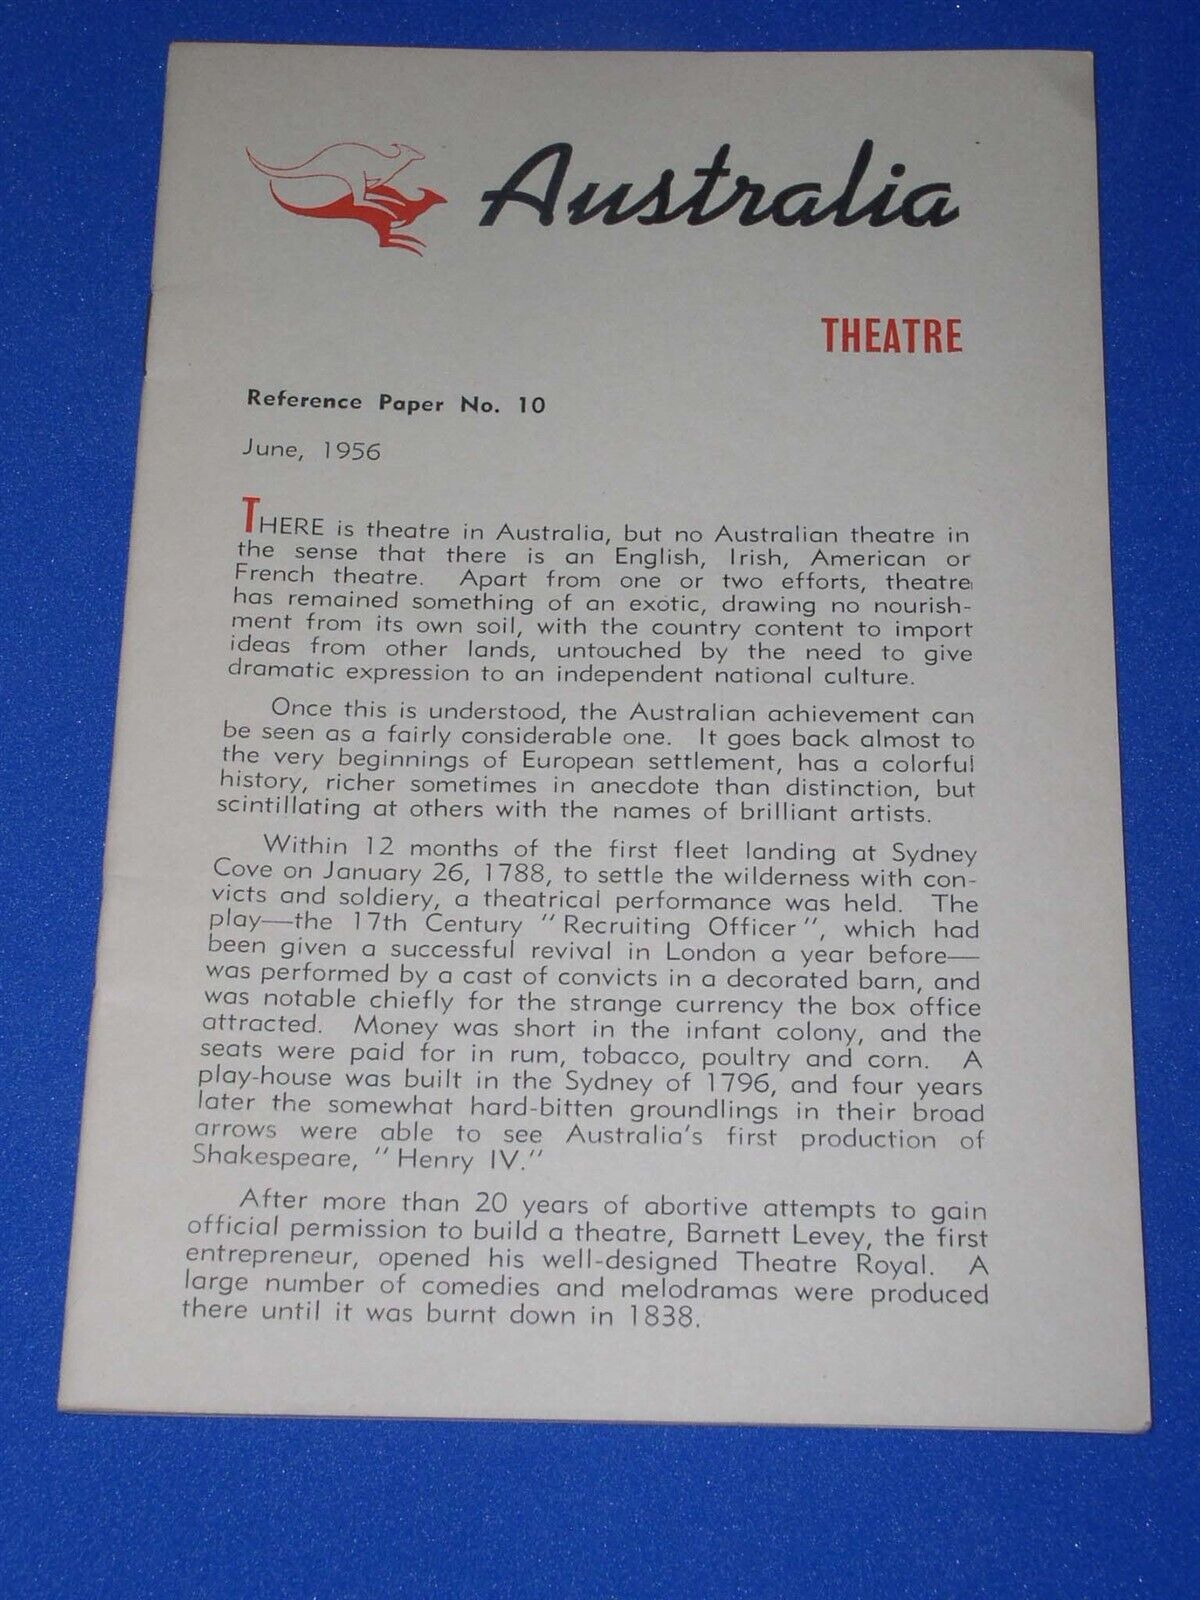 Australia
THEATRE
Reference Paper No. 10
June, 1956
THERE is theatre in Australia, but no Australian theatre in
the sense that there is an English, Irish, American or
French theatre. Apart from one or two efforts, theatre
has remained something of an exotic, drawing no nourish-
ment from its own soil, with the country content to import
ideas from other lands, untouched by the need to give
dramatic expression to an independent national culture.
Once this is understood, the Australian achievement can
be seen as a fairly considerable one. It goes back almost to
the very beginnings of European settlement, has a colorful
history, richer sometimes in anecdote than distinction, but
scintillating at others with the names of brilliant artists.
Within 12 months of the first fleet landing at Sydney
Cove on January 26, 1788, to settle the wilderness with con-
victs and soldiery, a theatrical performance was held. The
play—the 17th Century "Recruiting Officer", which had
been given a successful revival in London a year before—
was performed by a cast of convicts in a decorated barn, and
was notable chiefly for the strange currency the box office
attracted. Money was short in the infant colony, and the
seats were paid for in rum, tobacco, poultry and corn. A
play-house was built in the Sydney of 1796, and four years
later the somewhat hard-bitten groundlings in their broad
arrows were able to see Australia's first production of
Shakespeare, "Henry IV."
After more than 20 years of abortive attempts to gain
official permission to build a theatre, Barnett Levey, the first
entrepreneur, opened his well-designed Theatre Royal. A
large number of comedies and melodramas were produced
there until it was burnt down in 1838.